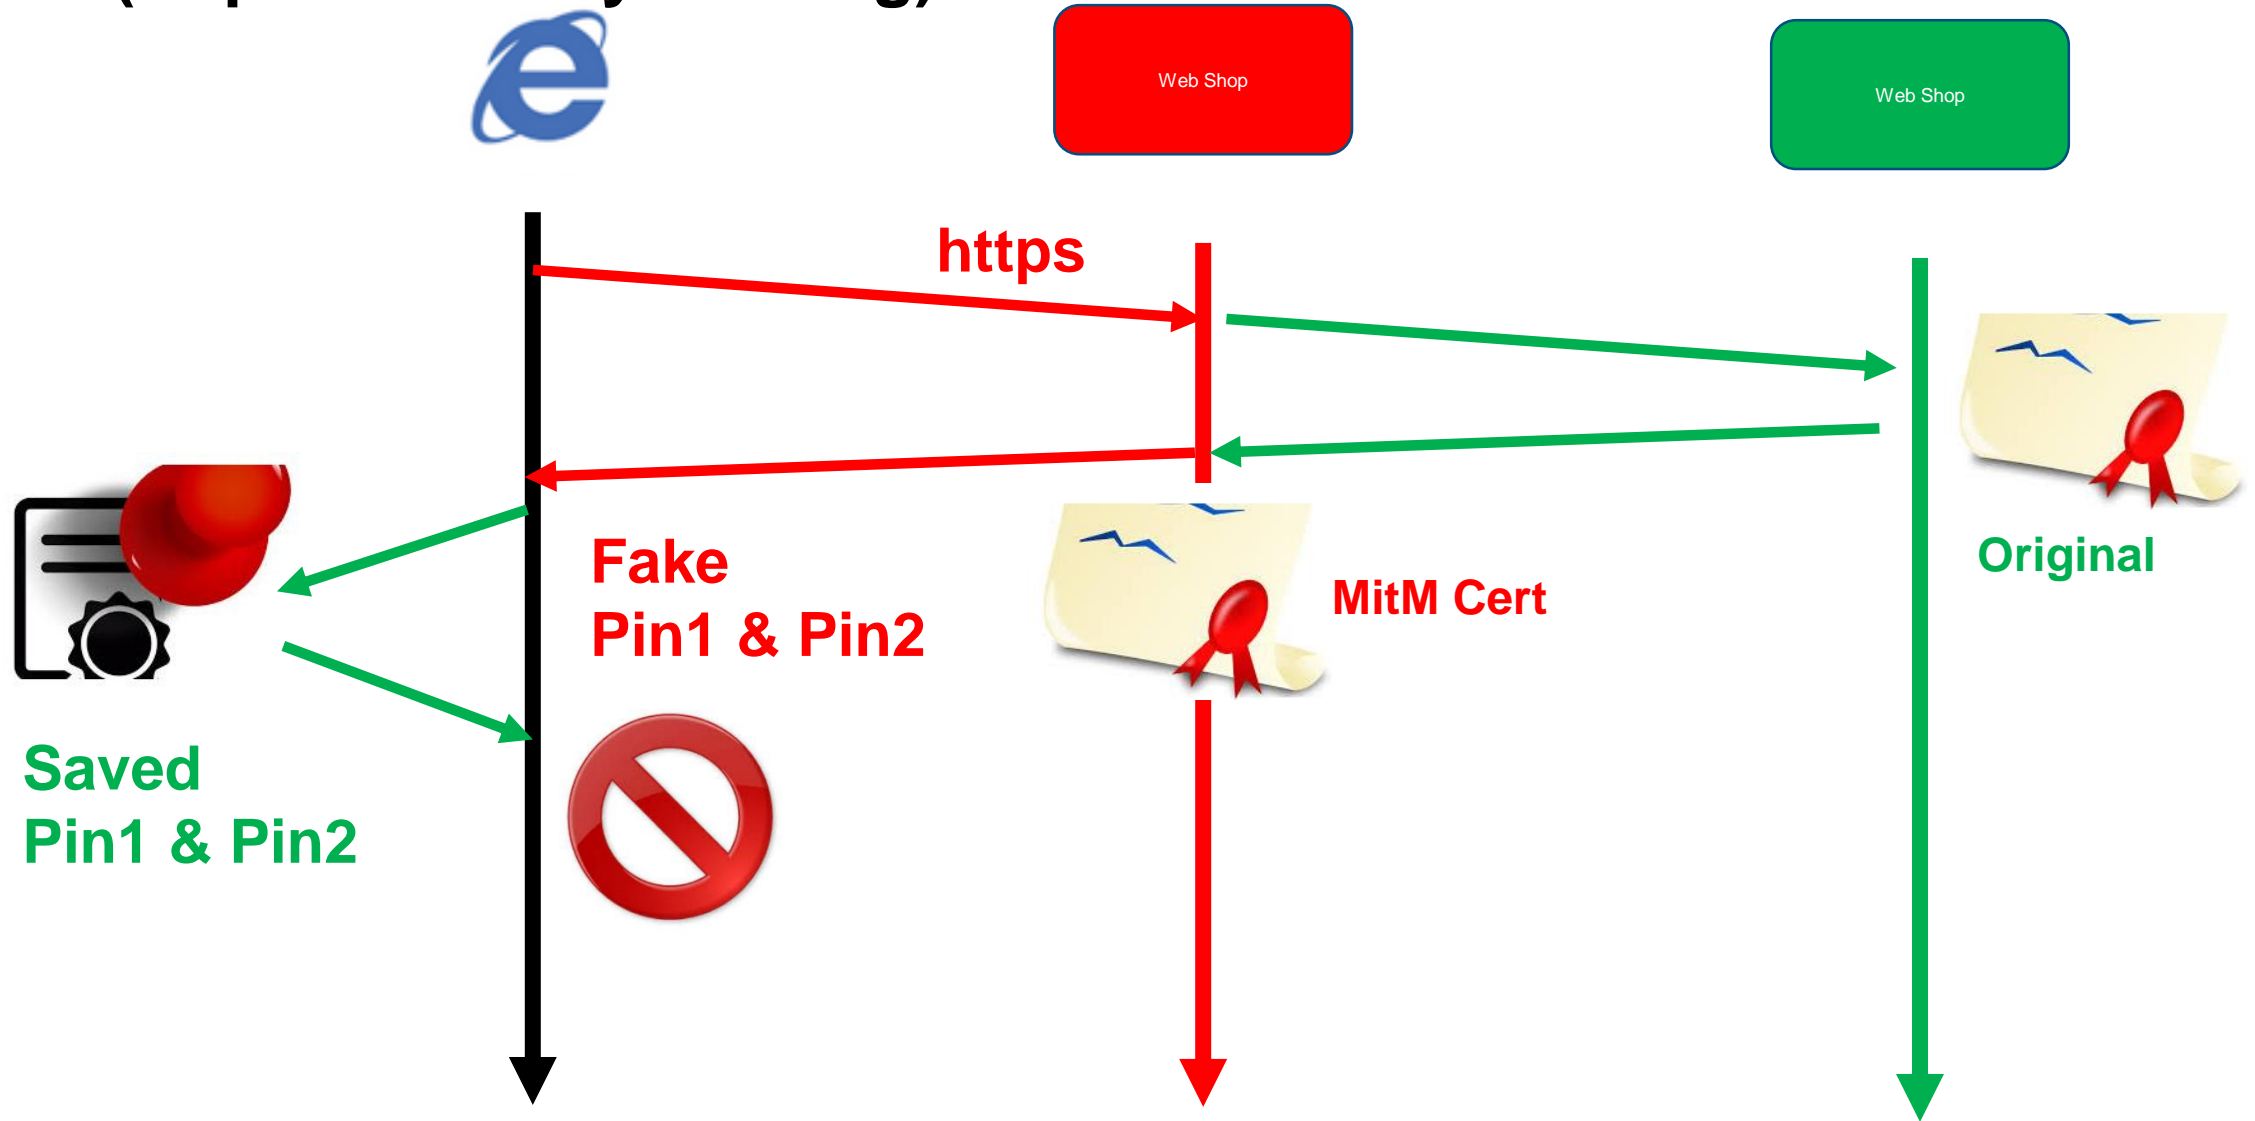 Web Shop
Web Shop
https
Original
Fake
Pin1 & Pin2
MitM Cert
Saved
Pin1 & Pin2